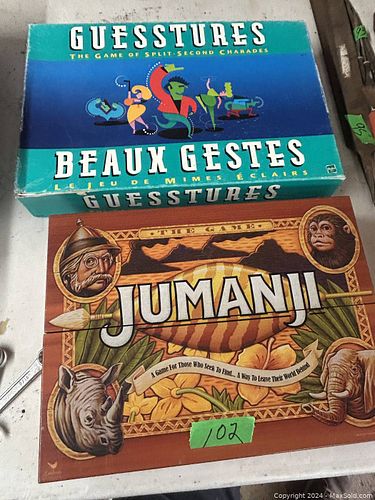 GUESSTURES
THE GAME OF SPLIT-SECOND CHARADES
BEAUX GESTES
LE JEU DE MIMES ÉCLAIRS
GUESSTURES
THE GAME
JUMANJI
A Game For Those Who Seek To Find... A Way To Leave Their World Behind
102
Copyright © 2024 - MaxSold.com